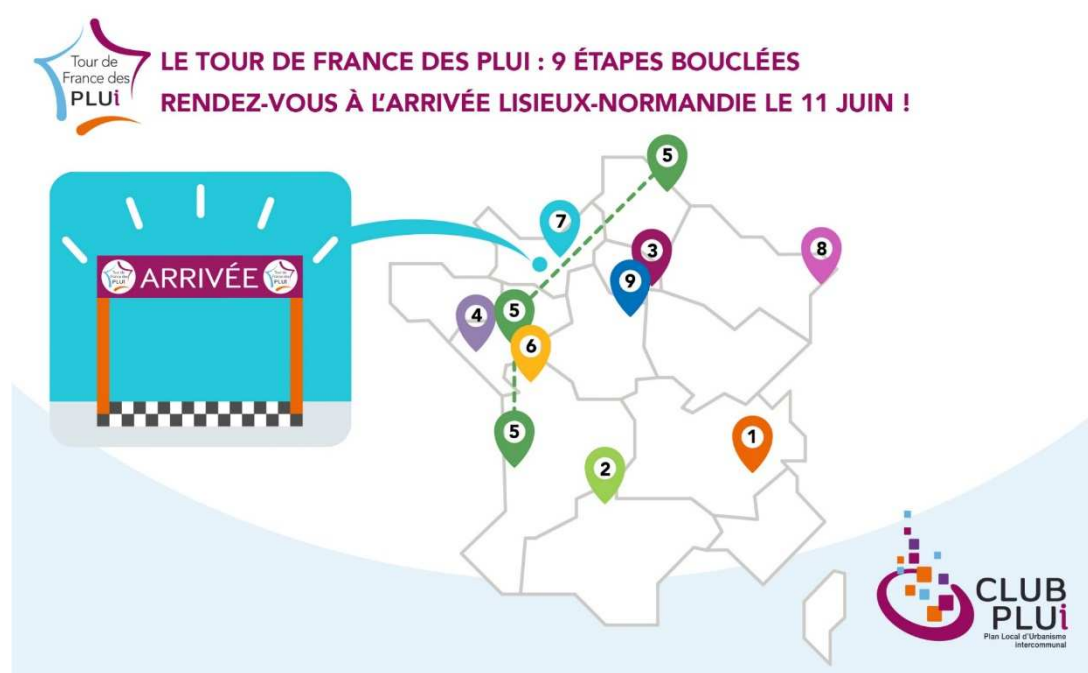 Tour de
France des
PLUi
LE TOUR DE FRANCE DES PLUI : 9 ÉTAPES BOUCLÉES
RENDEZ-VOUS À L'ARRIVÉE LISIEUX-NORMANDIE LE 11 JUIN !
5
7
3
8
9
4
5
6
ARRIVÉE
5
1
2
CLUB
PLUi
Plan Local d'Urbanisme
intercommunal